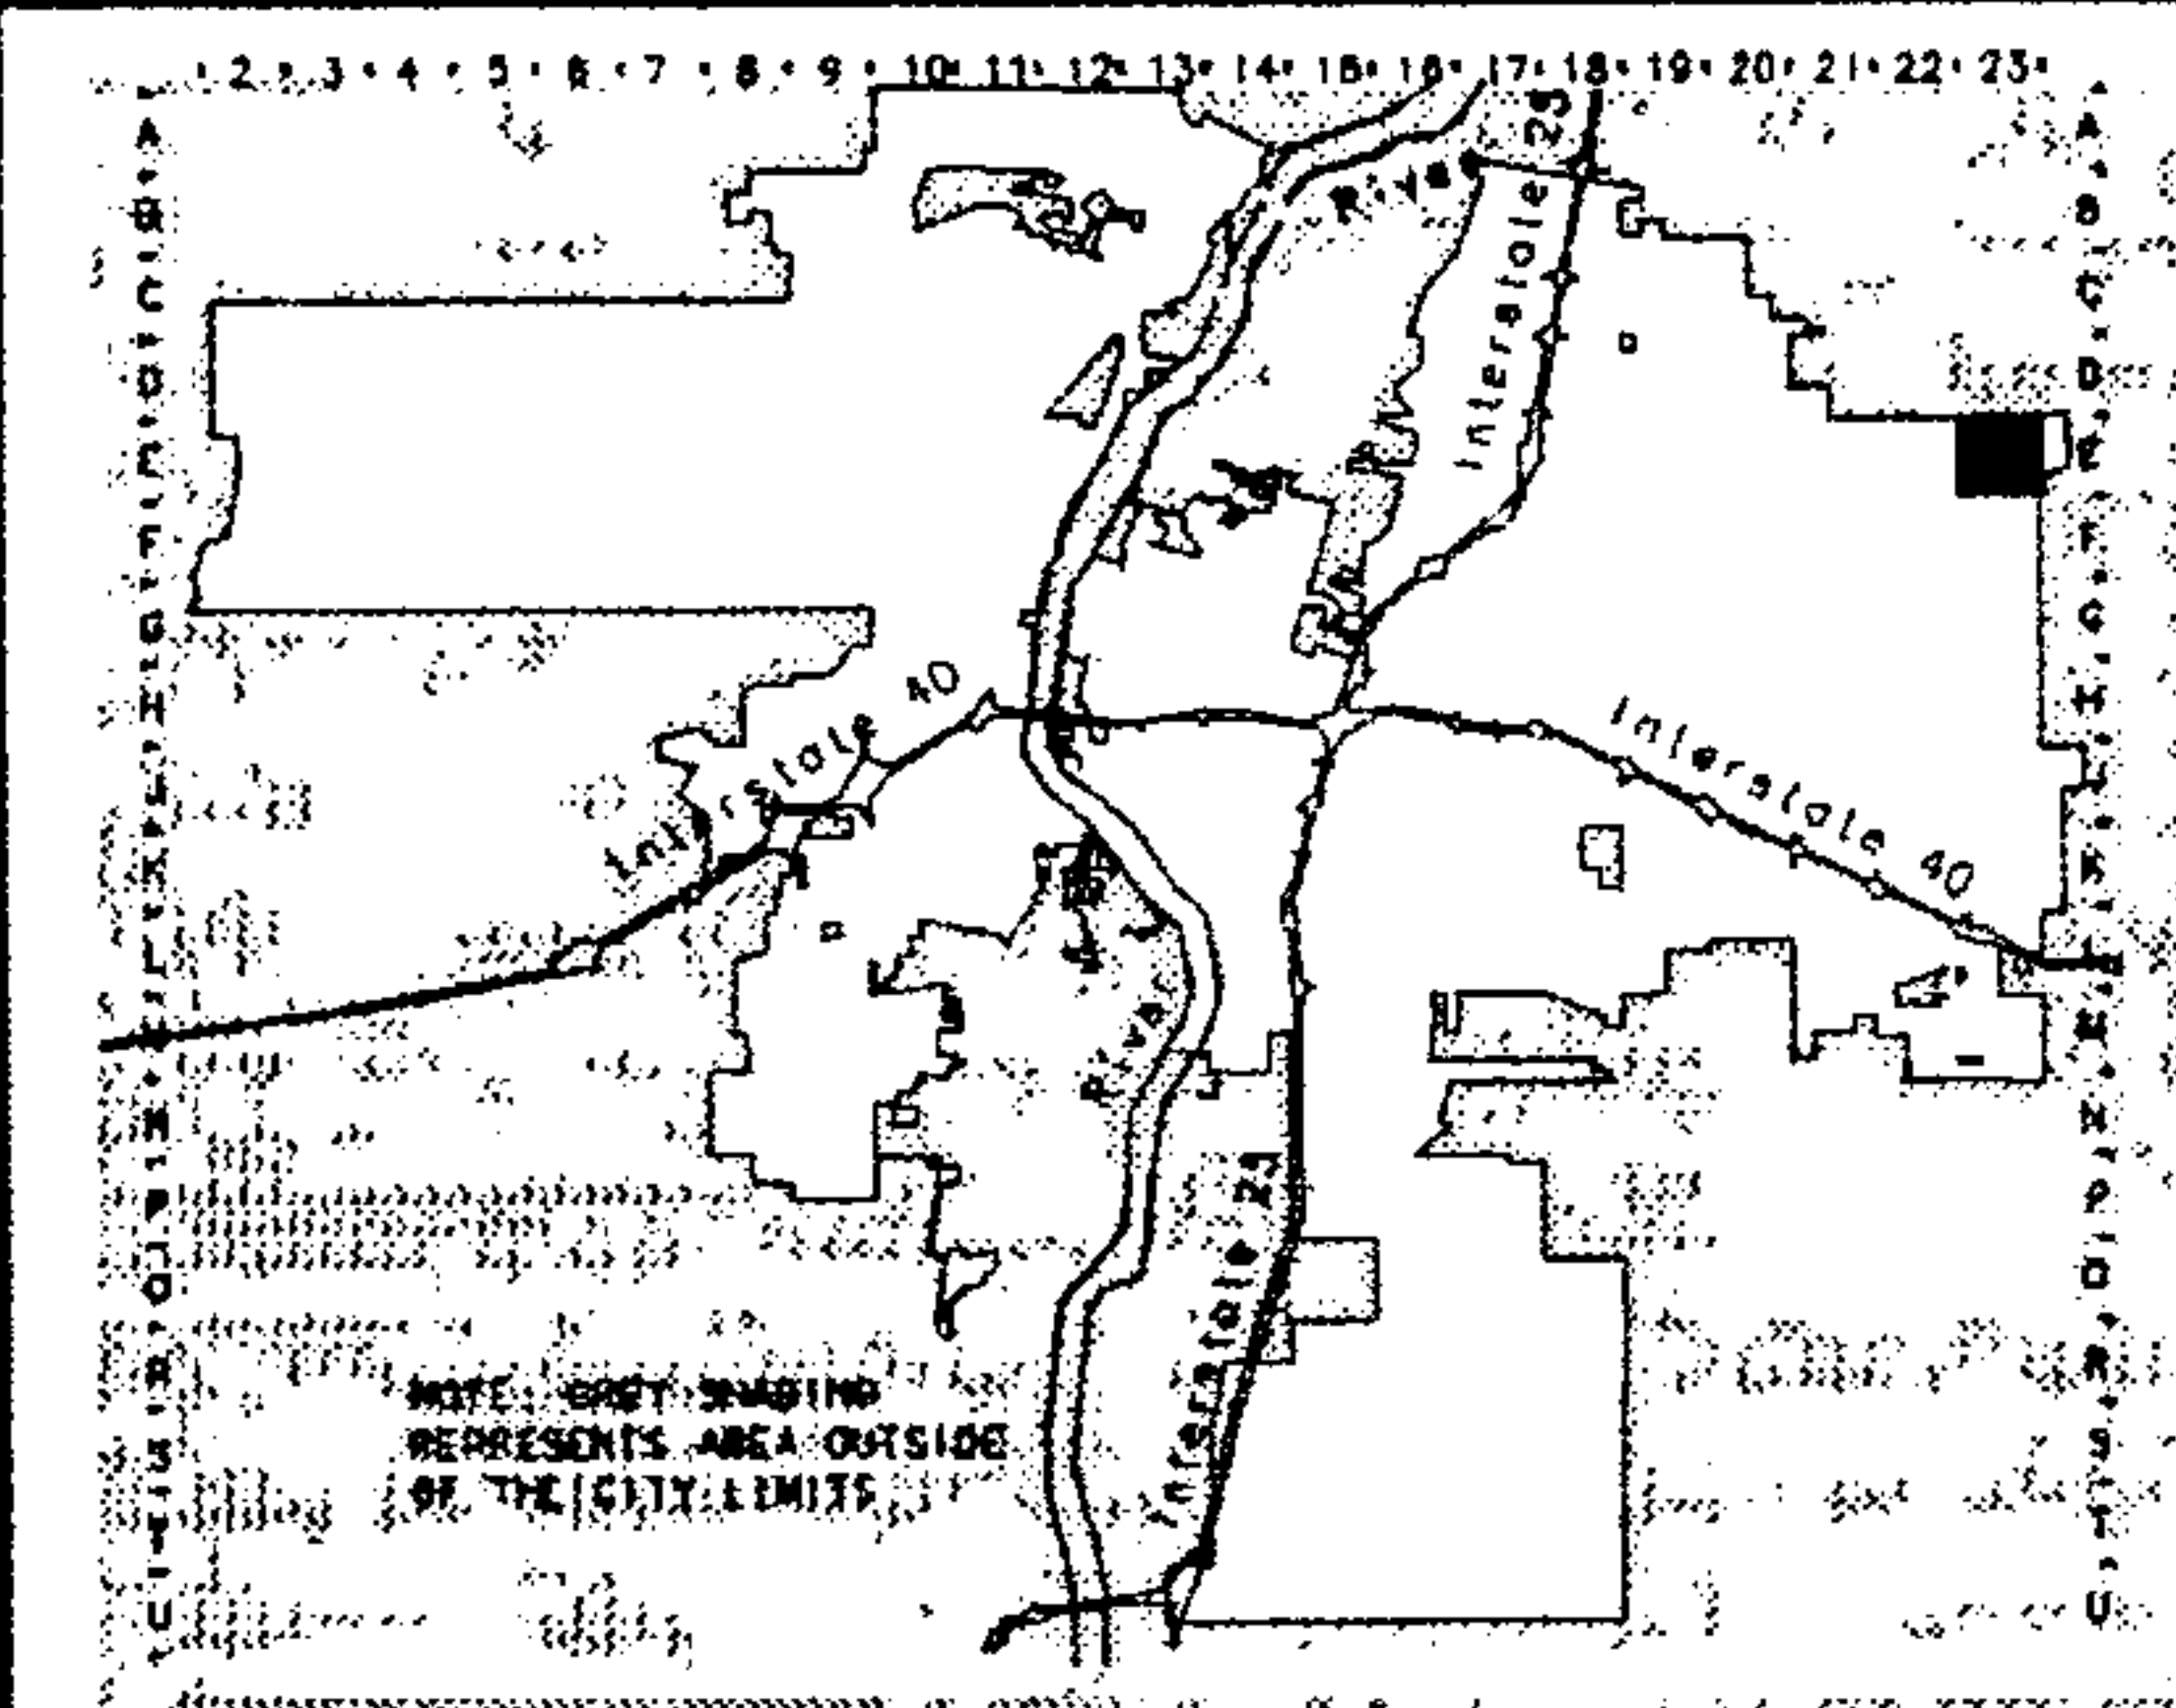 2 · 3 · 4 · 5 · 6 · 7 · 8 · 9 · 10 · 11 · 12 · 13 · 14 · 15 · 16 · 17 · 18 · 19 · 20 · 21 · 22 · 23 ·
A
B
C
D
E
F
G
H
J
K
L
M
N
P
Q
R
S
T
U
River
Interstate 25
Interstate 40
Interstate 40
River
Interstate 25
NOTE: GREY SHADING
REPRESENTS AREA OUTSIDE
OF THE CITY LIMITS
A
B
C
D
E
F
G
H
J
K
L
M
N
P
Q
R
S
T
U